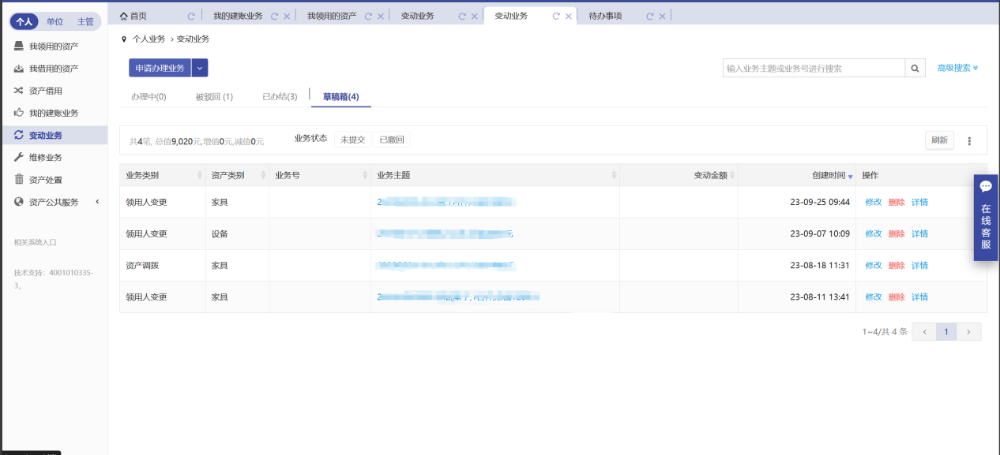 个人 单位 主管
我领用的资产
我借用的资产
资产借用
我的建账业务
变动业务
维修业务
资产处置
资产公共服务
相关系统入口
技术支持：4001010335-
3，
首页 我的建账业务 我领用的资产 变动业务 变动业务 待办事项
个人业务 › 变动业务
申请办理业务 输入业务主题或业务号进行搜索 高级搜索
办理中(0) 被驳回 (1) 已办结(3) 草稿箱(4)
共4笔, 总值9,020元,增值0元,减值0元 业务状态 未提交 已撤回 刷新
业务类别 资产类别 业务号 业务主题 变动金额 创建时间 操作
领用人变更 家具 23-09-25 09:44 修改 删除 详情
领用人变更 设备 23-09-07 10:09 修改 删除 详情
资产调拨 家具 23-08-18 11:31 修改 删除 详情
领用人变更 家具 23-08-11 13:41 修改 删除 详情
1~4/共 4 条 ‹ 1 ›
在
线
客
服